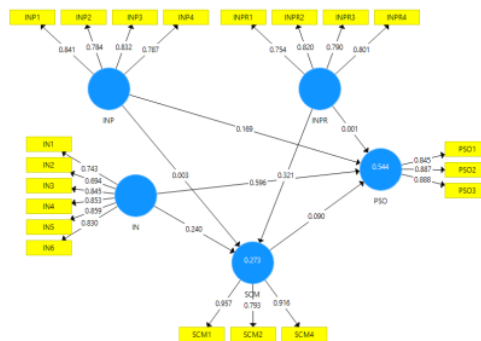 INP1 INP2 INP3 INP4 INPR1 INPR2 INPR3 INPR4
0.841 0.784 0.832 0.787 0.754 0.820 0.790 0.801
INP INPR
0.169 0.001
IN1
IN2
IN3
IN4
IN5
IN6
0.743
0.694
0.845
0.853
0.859
0.830
IN
0.003 0.596 0.321
0.240 0.090
0.544
PSO
0.845
0.887
0.888
PSO1
PSO2
PSO3
0.273
SCM
0.957 0.793 0.916
SCM1 SCM2 SCM4